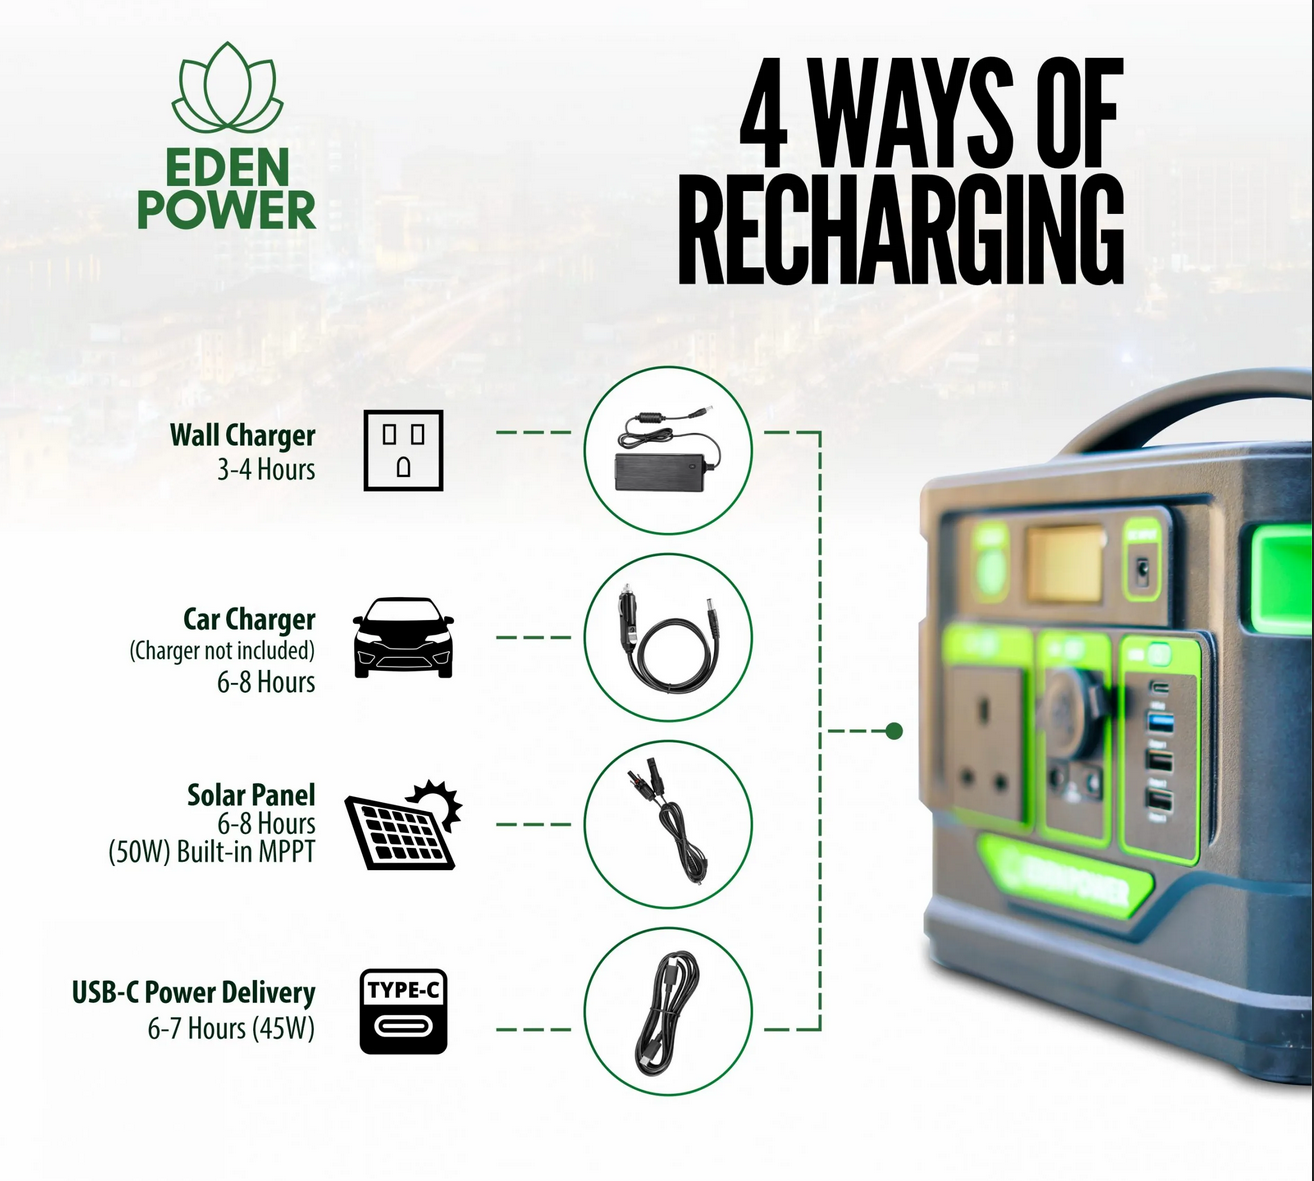 EDEN
POWER
4 WAYS OF
RECHARGING
Wall Charger
3-4 Hours
Car Charger
(Charger not included)
6-8 Hours
Solar Panel
6-8 Hours
(50W) Built-in MPPT
USB-C Power Delivery
6-7 Hours (45W)
TYPE-C
EDEN POWER